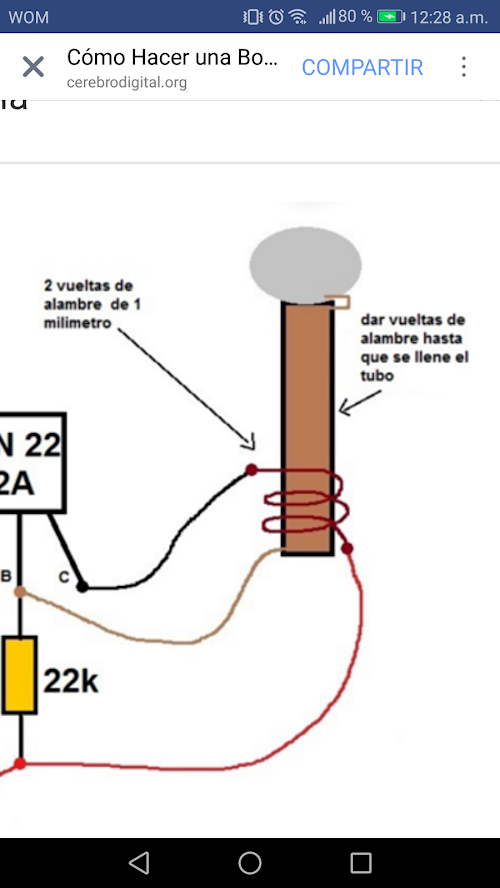 WOM 80 % 12:28 a.m.
Cómo Hacer una Bo... COMPARTIR
cerebrodigital.org
2 vueltas de
alambre de 1
milimetro
dar vueltas de
alambre hasta
que se llene el
tubo
N 22
2A
B C
22k